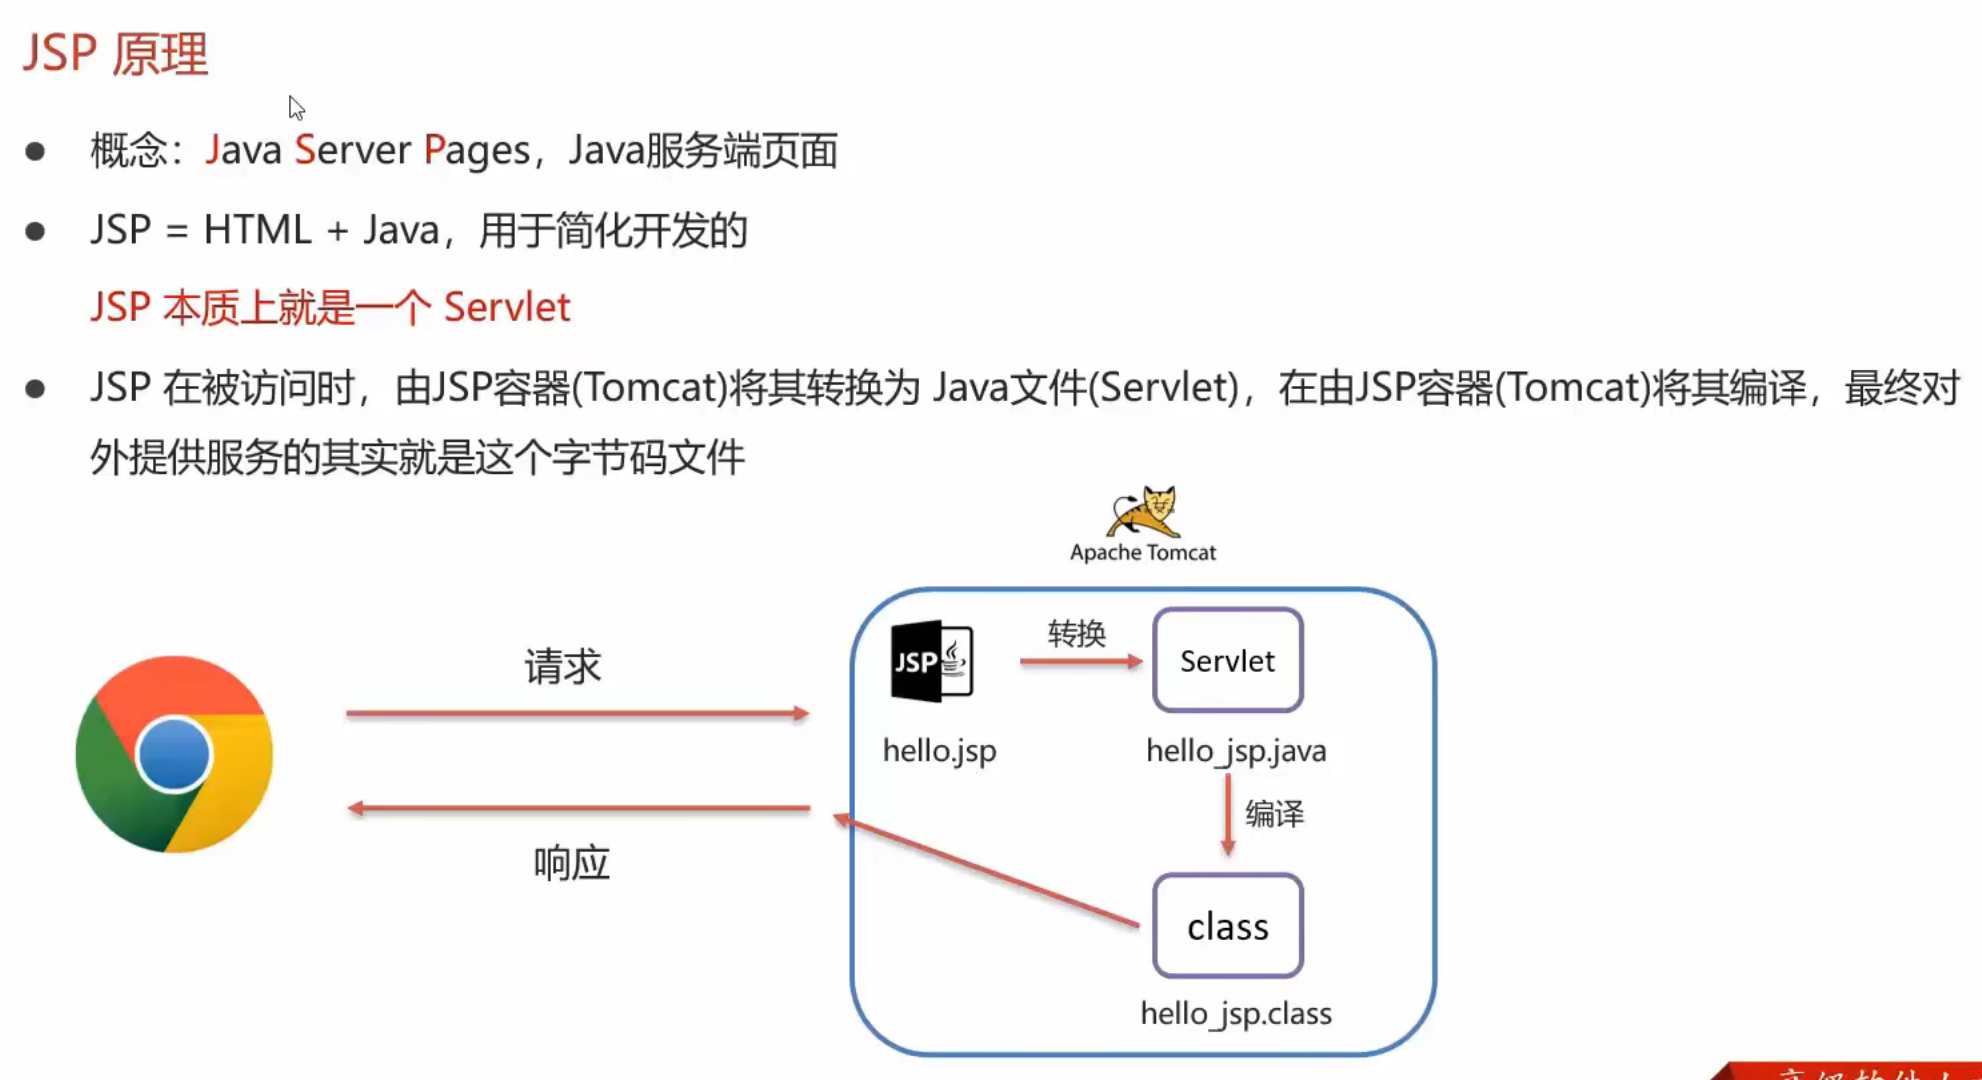 JSP 原理
概念：Java Server Pages，Java服务端页面
JSP = HTML + Java，用于简化开发的
JSP 本质上就是一个 Servlet
JSP 在被访问时，由JSP容器(Tomcat)将其转换为 Java文件(Servlet)，在由JSP容器(Tomcat)将其编译，最终对
外提供服务的其实就是这个字节码文件
Apache Tomcat
请求
JSP
转换
Servlet
hello.jsp
hello_jsp.java
编译
响应
class
hello_jsp.class